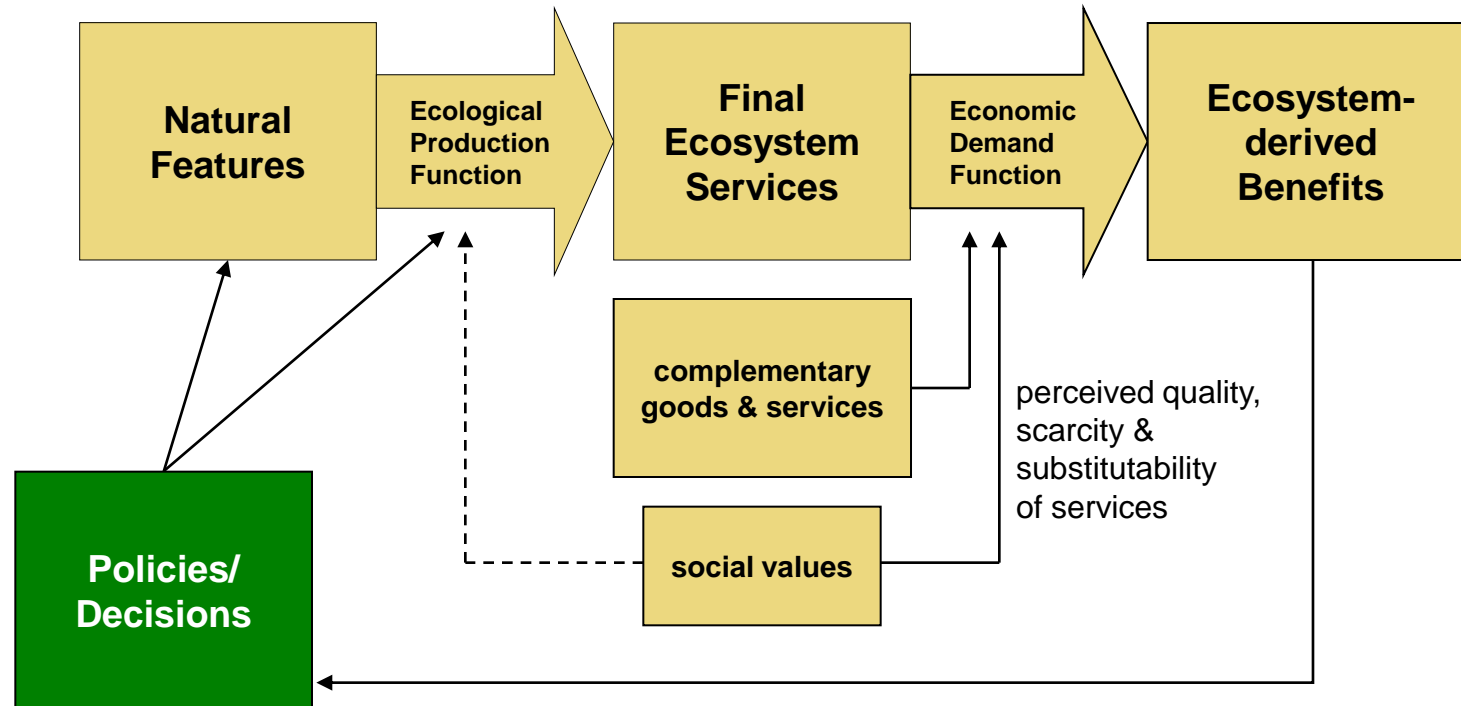 Natural
Features
Ecological
Production
Function
Final
Ecosystem
Services
Economic
Demand
Function
Ecosystem-
derived
Benefits
complementary
goods & services
perceived quality,
scarcity &
substitutability
of services
social values
Policies/
Decisions